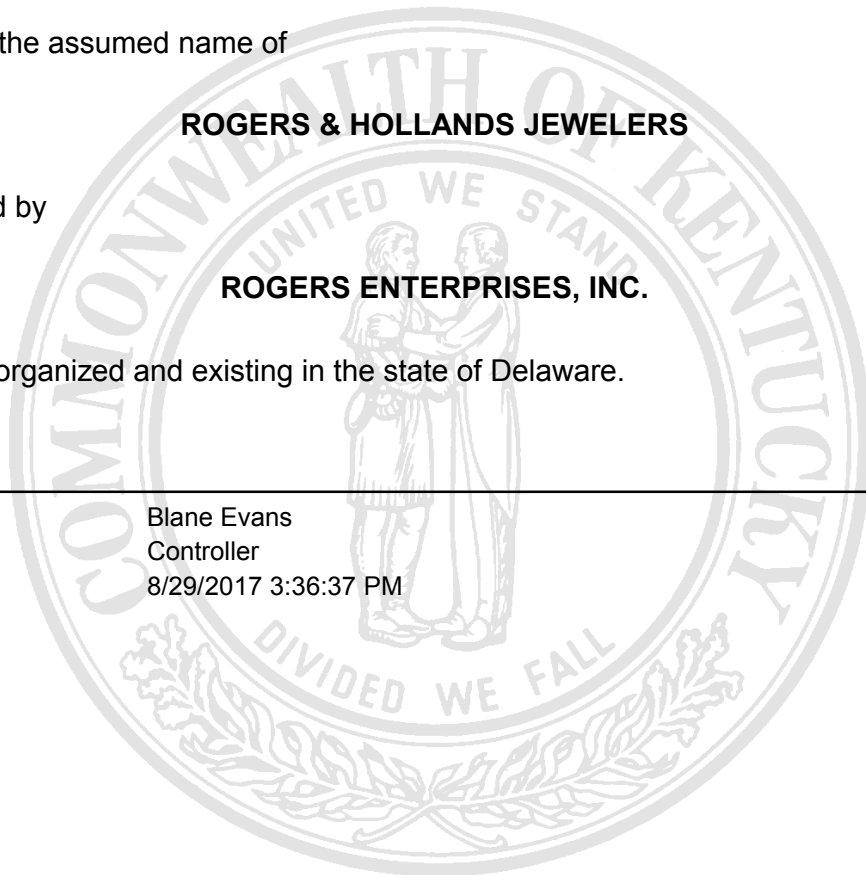 the assumed name of
ROGERS & HOLLANDS JEWELERS
d by
ROGERS ENTERPRISES, INC.
organized and existing in the state of Delaware.
Blane Evans
Controller
8/29/2017 3:36:37 PM
COMMONWEALTH OF KENTUCKY
UNITED WE STAND
DIVIDED WE FALL